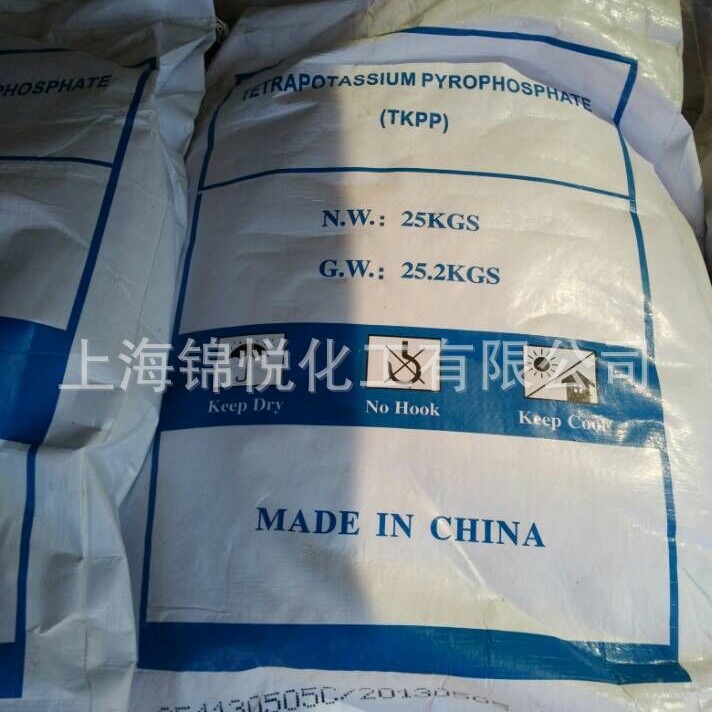 PHOSPHATE
TETRAPOTASSIUM PYROPHOSPHATE
(TKPP)
N.W.: 25KGS
G.W.: 25.2KGS
上海锦悦化工有限公司
Keep Dry
No Hook
Keep Cool
MADE IN CHINA